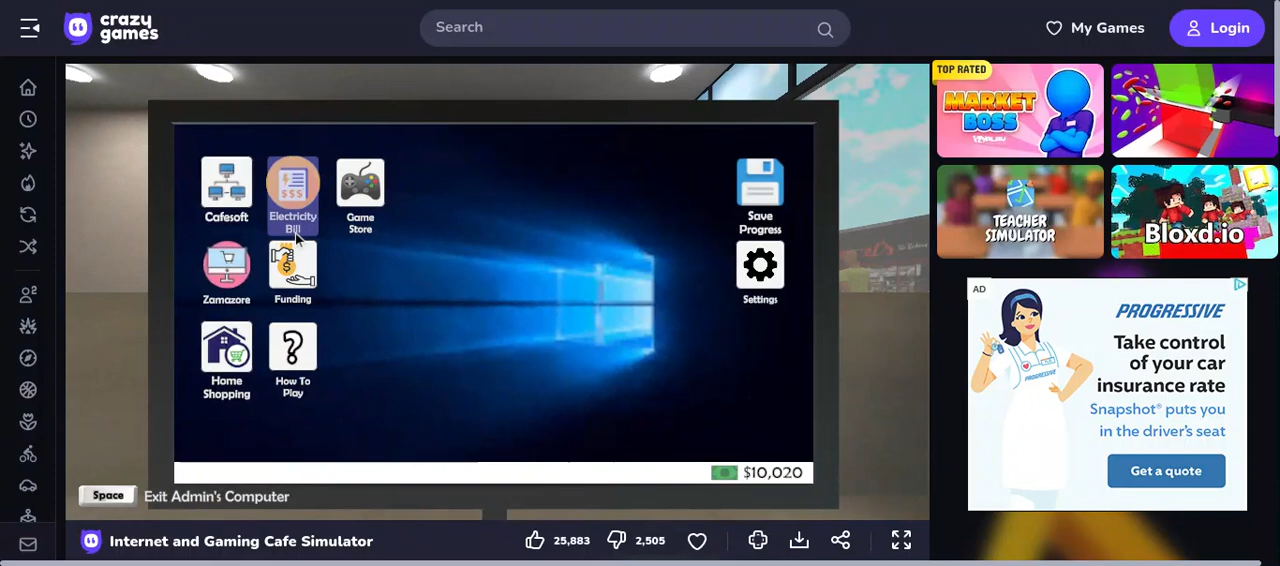 crazy
games
Search
My Games
Login
TOP RATED
MARKET
BOSS
TEACHER
SIMULATOR
Bloxd.io
Cafesoft
Electricity
Bill
$$$
Game
Store
Save
Progress
Zamazore
Funding
Settings
Home
Shopping
?
How To
Play
$10,020
Space
Exit Admin's Computer
AD
PROGRESSIVE
Take control
of your car
insurance rate
Snapshot® puts you
in the driver's seat
Get a quote
Internet and Gaming Cafe Simulator
25,883
2,505